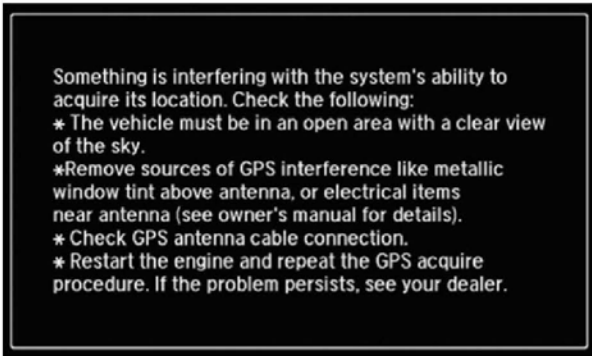 Something is interfering with the system's ability to
acquire its location. Check the following:
* The vehicle must be in an open area with a clear view
of the sky.
*Remove sources of GPS interference like metallic
window tint above antenna, or electrical items
near antenna (see owner's manual for details).
* Check GPS antenna cable connection.
* Restart the engine and repeat the GPS acquire
procedure. If the problem persists, see your dealer.